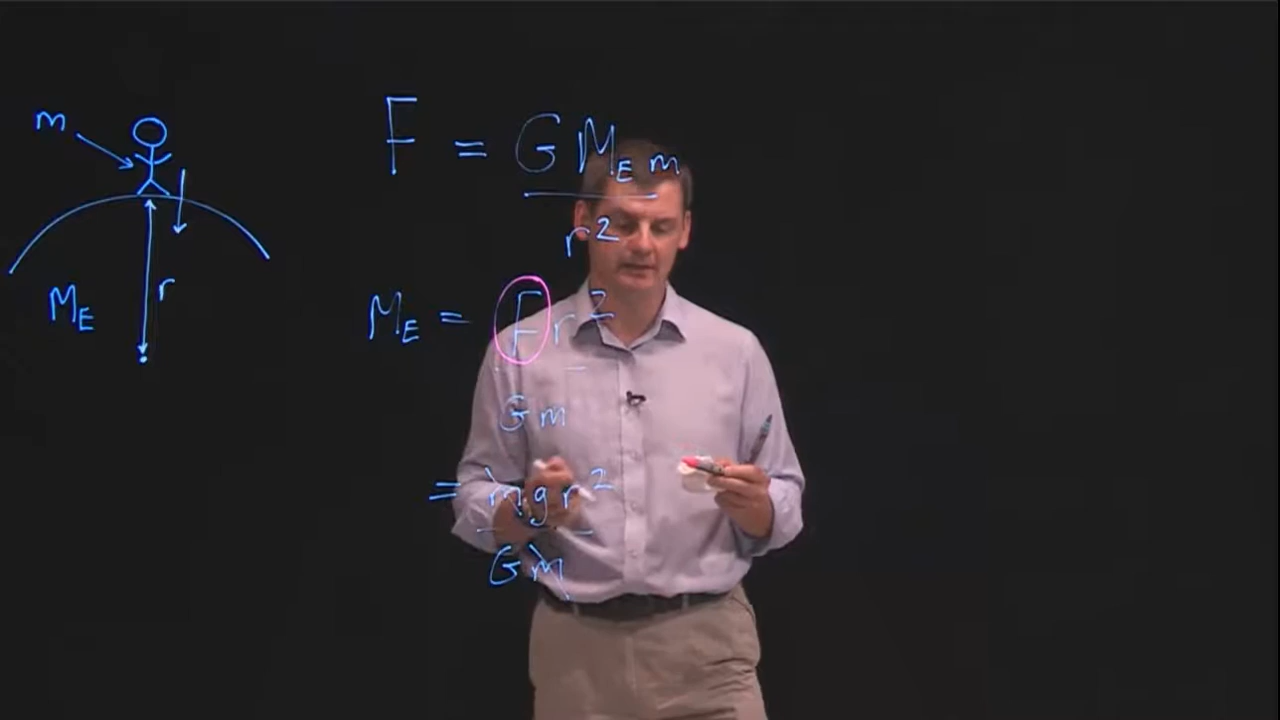 m
r
M_E
F = G M_E m
r²
M_E = F r²
G m
= m g r²
G m